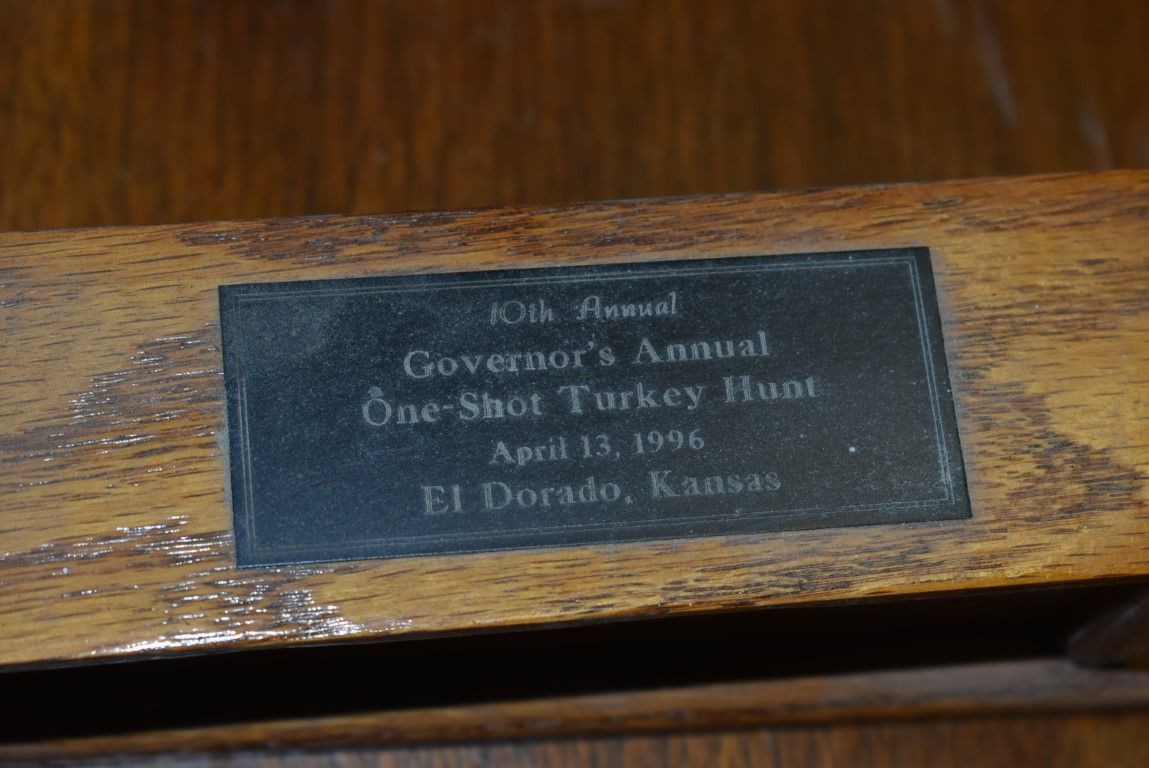 10th Annual
Governor's Annual
One-Shot Turkey Hunt
April 13, 1996
El Dorado, Kansas